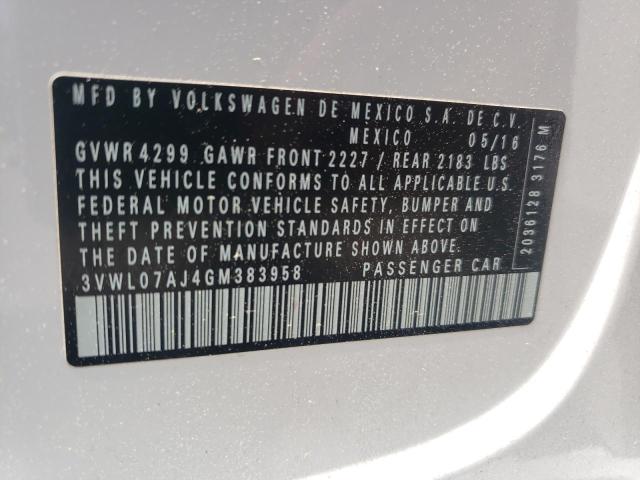 MFD BY VOLKSWAGEN DE MEXICO S.A. DE C.V.
MEXICO 05/16
GVWR 4299 GAWR FRONT 2227 / REAR 2183 LBS
THIS VEHICLE CONFORMS TO ALL APPLICABLE U.S.
FEDERAL MOTOR VEHICLE SAFETY, BUMPER AND
THEFT PREVENTION STANDARDS IN EFFECT ON
THE DATE OF MANUFACTURE SHOWN ABOVE.
3VWL07AJ4GM383958 PASSENGER CAR
2036128 3176 M